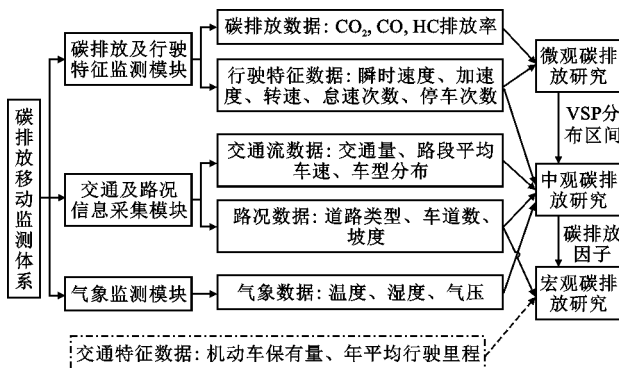 碳排放移动监测体系
碳排放及行驶
特征监测模块
交通及路况
信息采集模块
气象监测模块
碳排放数据: CO₂, CO, HC排放率
行驶特征数据: 瞬时速度、加速
度、转速、怠速次数、停车次数
交通流数据: 交通量、路段平均
车速、车型分布
路况数据: 道路类型、车道数、
坡度
气象数据: 温度、湿度、气压
交通特征数据: 机动车保有量、年平均行驶里程
微观碳排
放研究
VSP分
布区间
中观碳排
放研究
碳排放
因子
宏观碳排
放研究